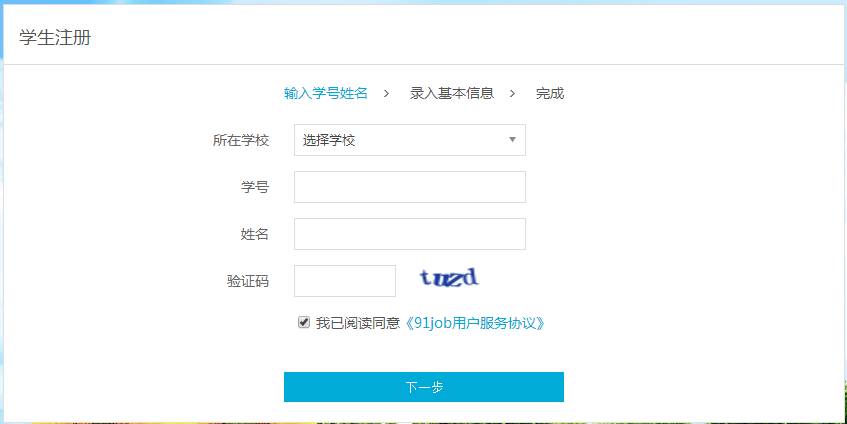 学生注册
输入学号姓名 > 录入基本信息 > 完成
所在学校 选择学校
学号
姓名
验证码 tuzd
我已阅读同意《91job用户服务协议》
下一步